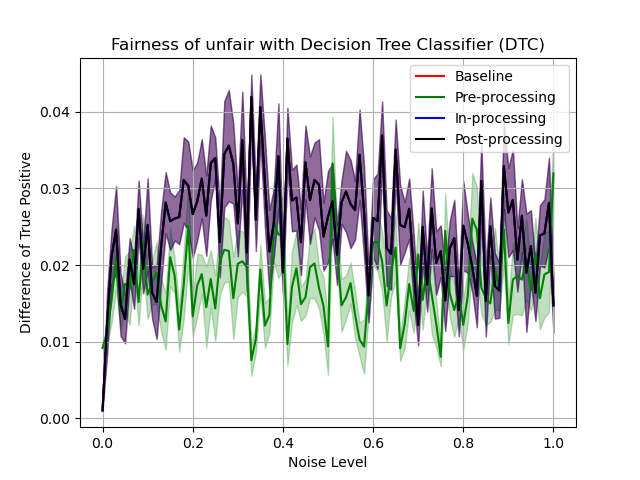 Fairness of unfair with Decision Tree Classifier (DTC)
Baseline
Pre-processing
In-processing
Post-processing
Difference of True Positive
0.04
0.03
0.02
0.01
0.00
0.0 0.2 0.4 0.6 0.8 1.0
Noise Level